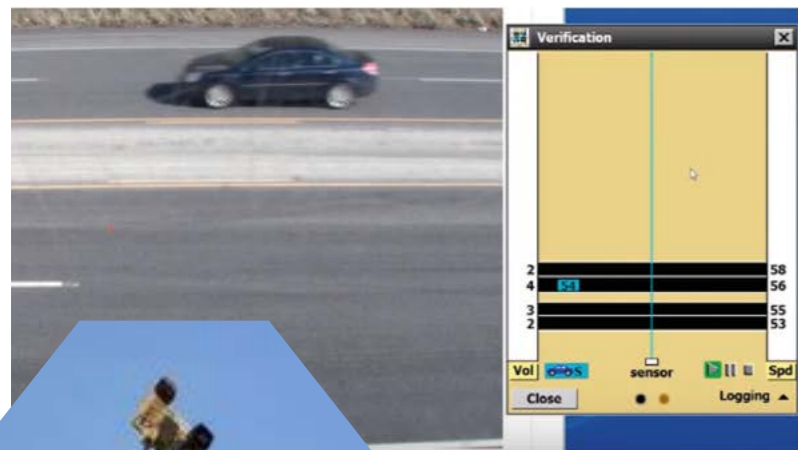 Verification
2 58
4 54 56
3 55
2 53
Vol S sensor Spd
Close Logging